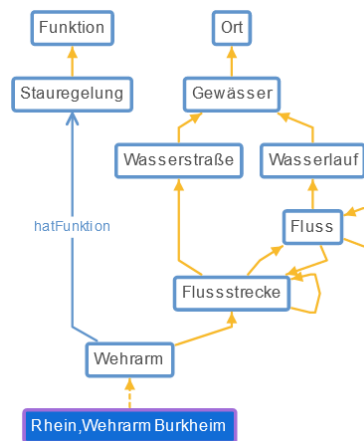 Funktion
Ort
Stauregelung
Gewässer
Wasserstraße
Wasserlauf
hatFunktion
Fluss
Flussstrecke
Wehrarm
Rhein,Wehrarm Burkheim